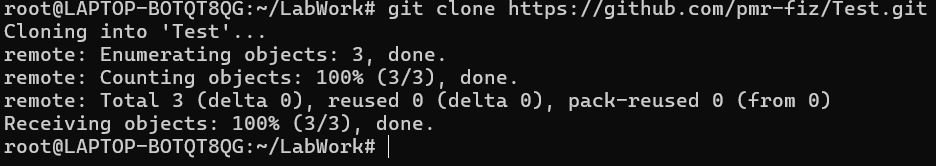 root@LAPTOP-BOTQT8QG:~/LabWork# git clone https://github.com/pmr-fiz/Test.git
Cloning into 'Test'...
remote: Enumerating objects: 3, done.
remote: Counting objects: 100% (3/3), done.
remote: Total 3 (delta 0), reused 0 (delta 0), pack-reused 0 (from 0)
Receiving objects: 100% (3/3), done.
root@LAPTOP-BOTQT8QG:~/LabWork#